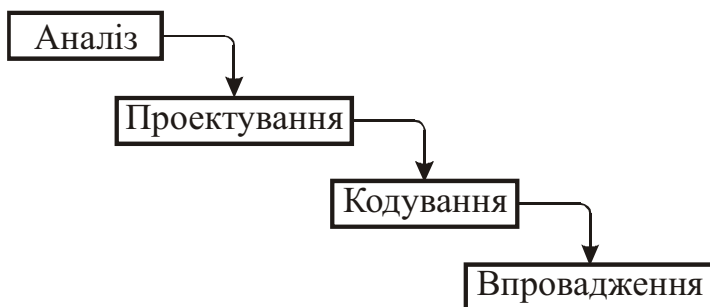 Аналіз
Проектування
Кодування
Впровадження